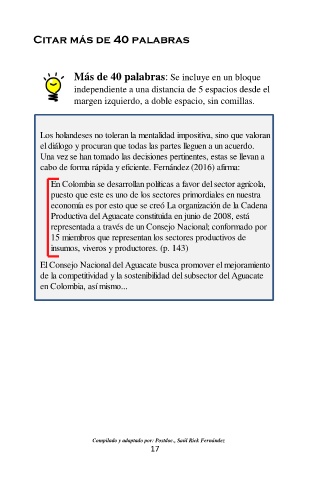 CITAR MÁS DE 40 PALABRAS
Más de 40 palabras: Se incluye en un bloque
independiente a una distancia de 5 espacios desde el
margen izquierdo, a doble espacio, sin comillas.
Los holandeses no toleran la mentalidad impositiva, sino que valoran
el diálogo y procuran que todas las partes lleguen a un acuerdo.
Una vez se han tomado las decisiones pertinentes, estas se llevan a
cabo de forma rápida y eficiente. Fernández (2016) afirma:
En Colombia se desarrollan políticas a favor del sector agrícola,
puesto que este es uno de los sectores primordiales en nuestra
economía es por esto que se creó La organización de la Cadena
Productiva del Aguacate constituida en junio de 2008, está
representada a través de un Consejo Nacional; conformado por
15 miembros que representan los sectores productivos de
insumos, viveros y productores. (p. 143)
El Consejo Nacional del Aguacate busca promover el mejoramiento
de la competitividad y la sostenibilidad del subsector del Aguacate
en Colombia, así mismo...
Compilado y adaptado por: Postdoc., Saúl Rick Fernández
17